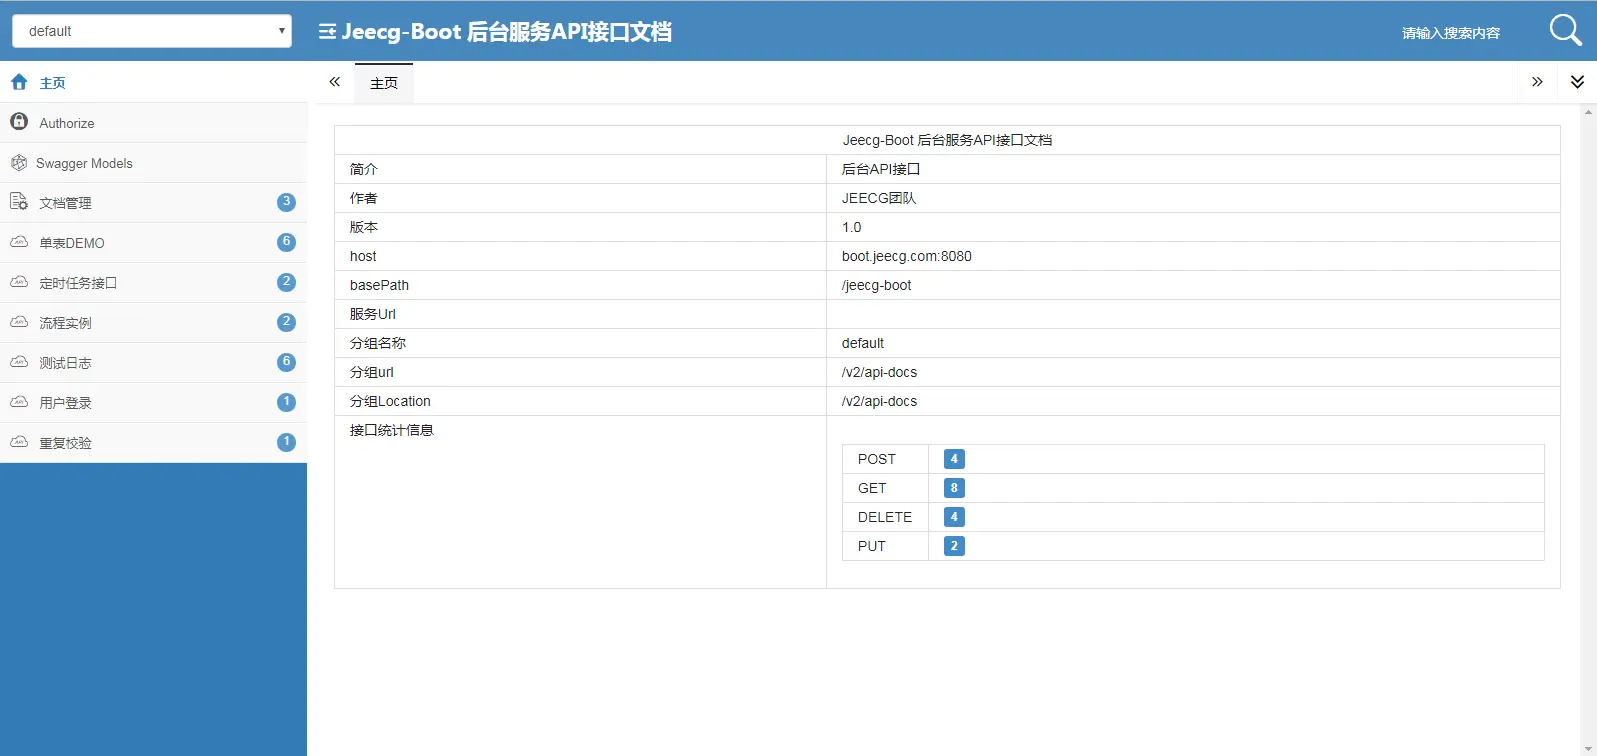 default
Jeecg-Boot 后台服务API接口文档
请输入搜索内容
主页
Authorize
Swagger Models
文档管理 3
单表DEMO 6
定时任务接口 2
流程实例 2
测试日志 6
用户登录 1
重复校验 1
主页
Jeecg-Boot 后台服务API接口文档
简介 后台API接口
作者 JEECG团队
版本 1.0
host boot.jeecg.com:8080
basePath /jeecg-boot
服务Url
分组名称 default
分组url /v2/api-docs
分组Location /v2/api-docs
接口统计信息
POST 4
GET 8
DELETE 4
PUT 2